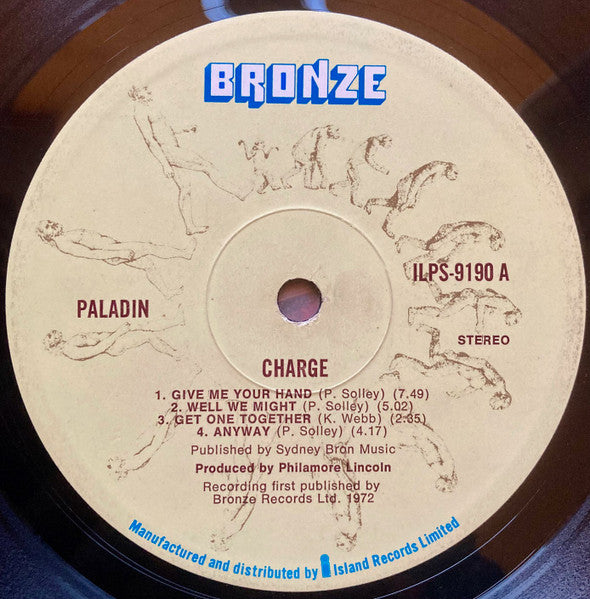 BRONZE
PALADIN
ILPS-9190 A
STEREO
CHARGE
1. GIVE ME YOUR HAND (P. Solley) (7.49)
2. WELL WE MIGHT (P. Solley) (5.02)
3. GET ONE TOGETHER (K. Webb) (2.35)
4. ANYWAY (P. Solley) (4.17)
Published by Sydney Bron Music
Produced by Philamore Lincoln
Recording first published by
Bronze Records Ltd. 1972
Manufactured and distributed by Island Records Limited